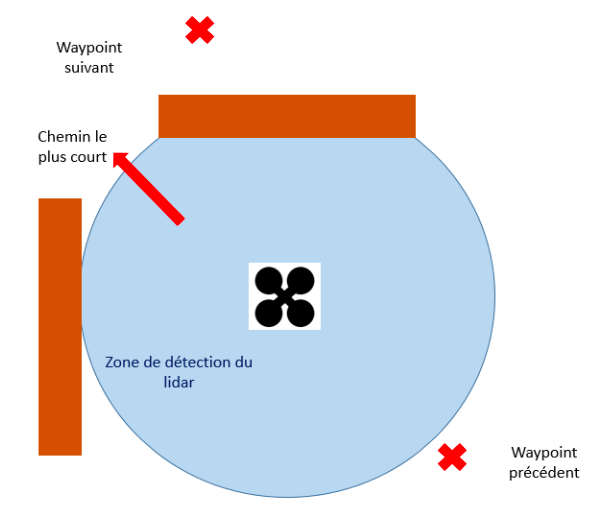 Waypoint
suivant
Chemin le
plus court
Zone de détection du
lidar
Waypoint
précédent